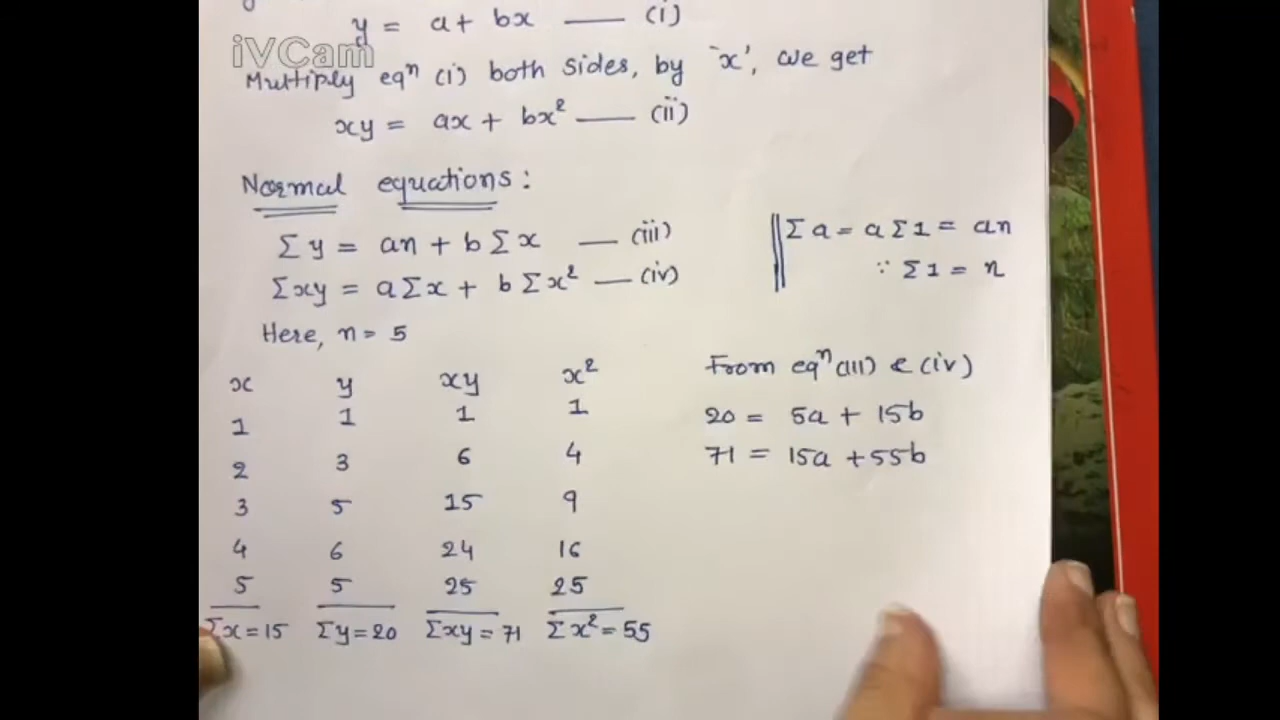 y = a + bx —— (i)
iVCam
Multiply eqⁿ (i) both sides, by 'x', we get
xy = ax + bx² —— (ii)
Normal equations:
Σy = an + bΣx — (iii)
Σxy = aΣx + bΣx² — (iv)
Σa = aΣ1 = an
∵ Σ1 = n
Here, n = 5
x y xy x²
1 1 1 1
2 3 6 4
3 5 15 9
4 6 24 16
5 5 25 25
Σx = 15 Σy = 20 Σxy = 71 Σx² = 55
From eqⁿ (iii) & (iv)
20 = 5a + 15b
71 = 15a + 55b